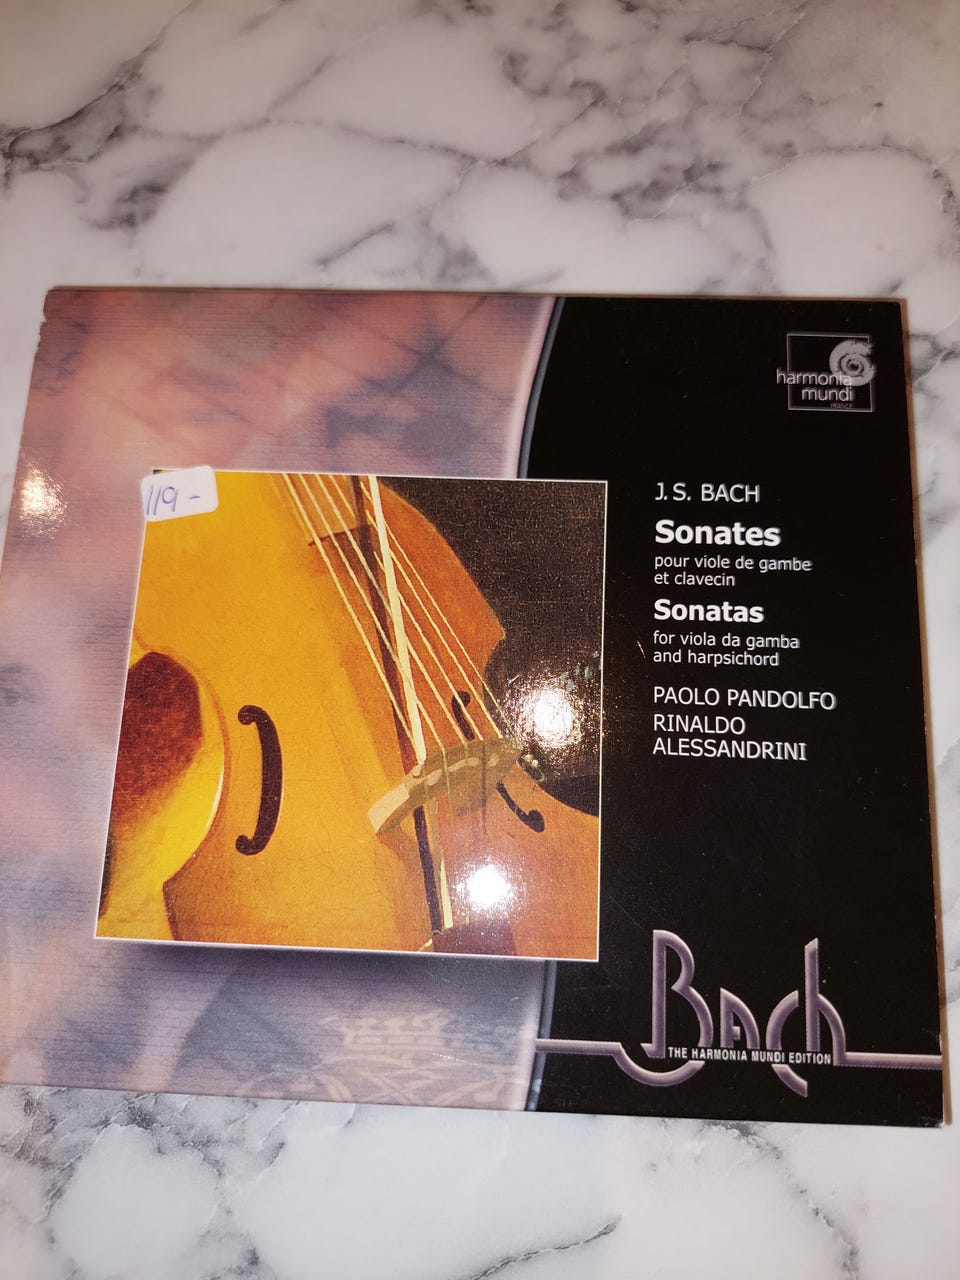 harmonia
mundi
FRANCE
119-
J. S. BACH
Sonates
pour viole de gambe
et clavecin
Sonatas
for viola da gamba
and harpsichord
PAOLO PANDOLFO
RINALDO
ALESSANDRINI
Bach
THE HARMONIA MUNDI EDITION